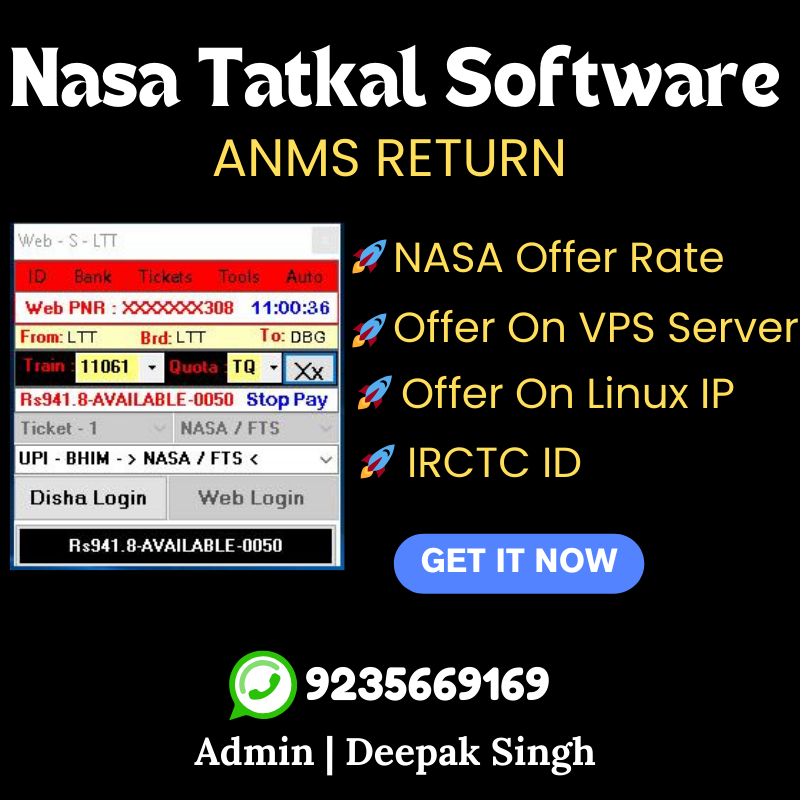 Nasa Tatkal Software
ANMS RETURN
Web - S - LTT
ID Bank Tickets Tools Auto
Web PNR : XXXXXXX308 11:00:36
From: LTT Brd: LTT To: DBG
Train : 11061 Quota : TQ Xx
Rs941.8-AVAILABLE-0050 Stop Pay
Ticket - 1 NASA / FTS
UPI - BHIM - > NASA / FTS <
Disha Login Web Login
Rs941.8-AVAILABLE-0050
NASA Offer Rate
Offer On VPS Server
Offer On Linux IP
IRCTC ID
GET IT NOW
9235669169
Admin | Deepak Singh